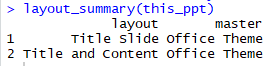 > layout_summary(this_ppt)
layout master
1 Title Slide Office Theme
2 Title and Content Office Theme